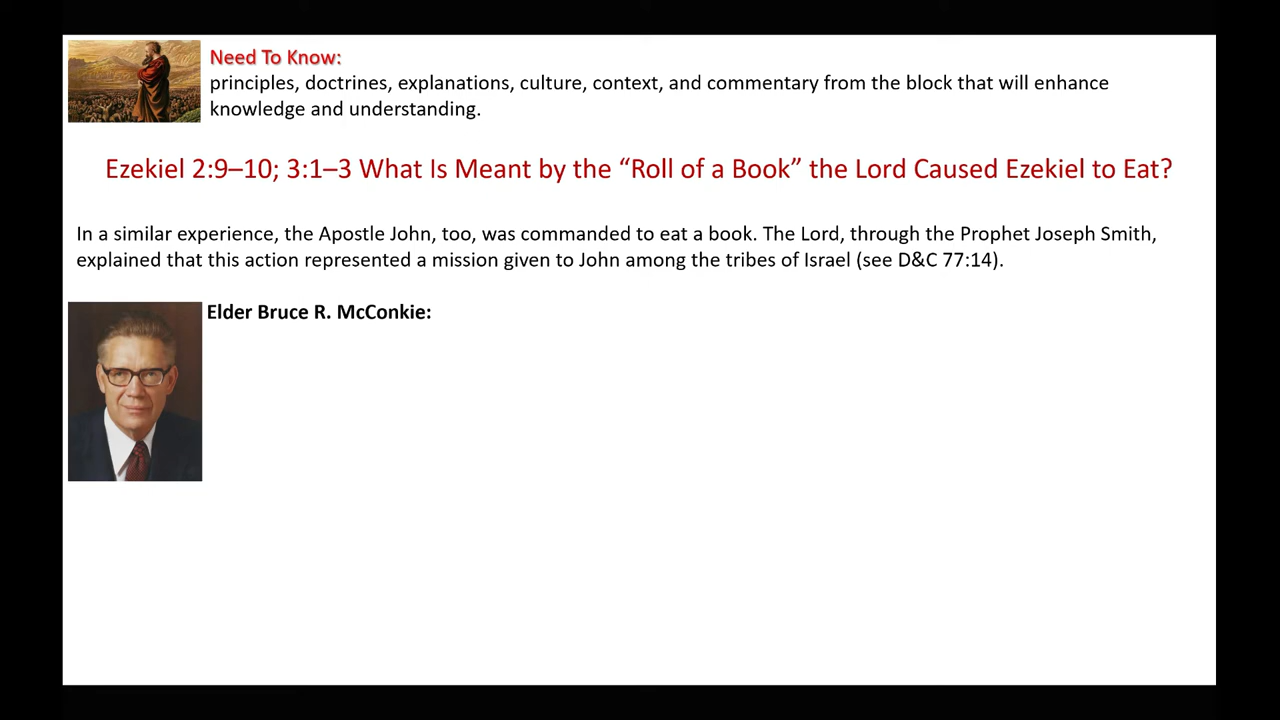 Need To Know:
principles, doctrines, explanations, culture, context, and commentary from the block that will enhance
knowledge and understanding.
Ezekiel 2:9–10; 3:1–3 What Is Meant by the “Roll of a Book” the Lord Caused Ezekiel to Eat?
In a similar experience, the Apostle John, too, was commanded to eat a book. The Lord, through the Prophet Joseph Smith,
explained that this action represented a mission given to John among the tribes of Israel (see D&C 77:14).
Elder Bruce R. McConkie: